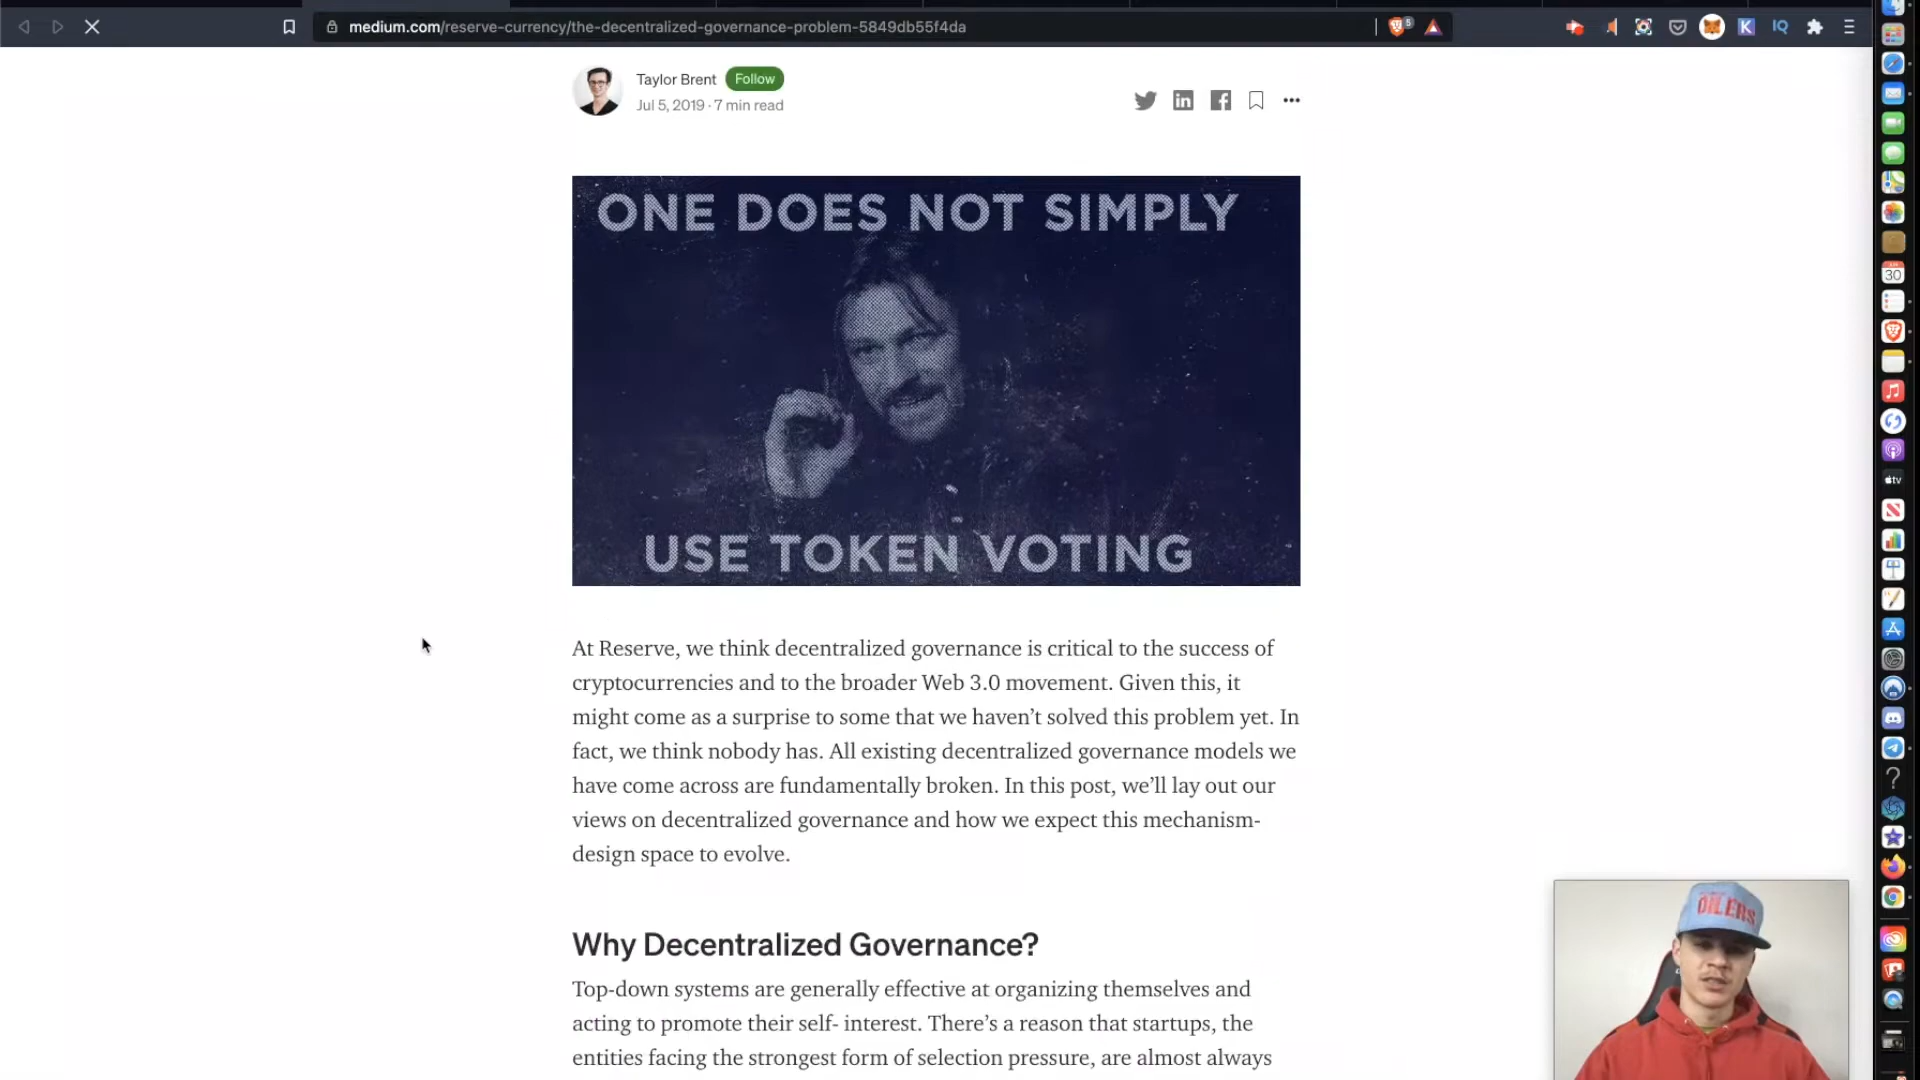 medium.com/reserve-currency/the-decentralized-governance-problem-5849db55f4da
5
K
IQ
Taylor Brent
Follow
Jul 5, 2019 · 7 min read
ONE DOES NOT SIMPLY
USE TOKEN VOTING
At Reserve, we think decentralized governance is critical to the success of
cryptocurrencies and to the broader Web 3.0 movement. Given this, it
might come as a surprise to some that we haven’t solved this problem yet. In
fact, we think nobody has. All existing decentralized governance models we
have come across are fundamentally broken. In this post, we’ll lay out our
views on decentralized governance and how we expect this mechanism-
design space to evolve.
Why Decentralized Governance?
Top-down systems are generally effective at organizing themselves and
acting to promote their self- interest. There’s a reason that startups, the
entities facing the strongest form of selection pressure, are almost always
30
tv
OILERS